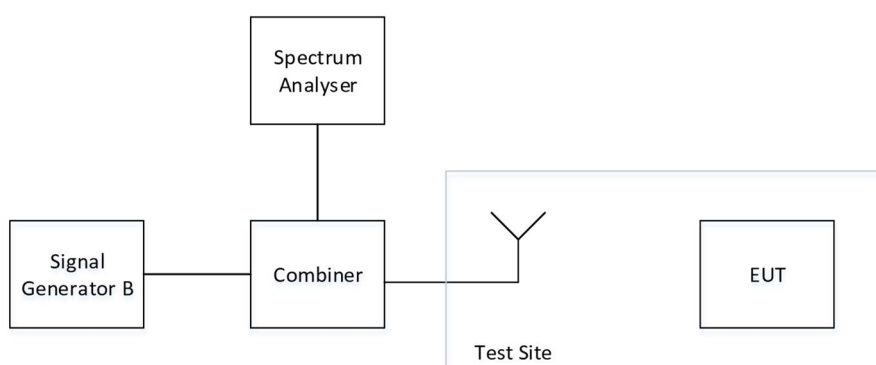 Spectrum
Analyser
Signal
Generator B
Combiner
EUT
Test Site